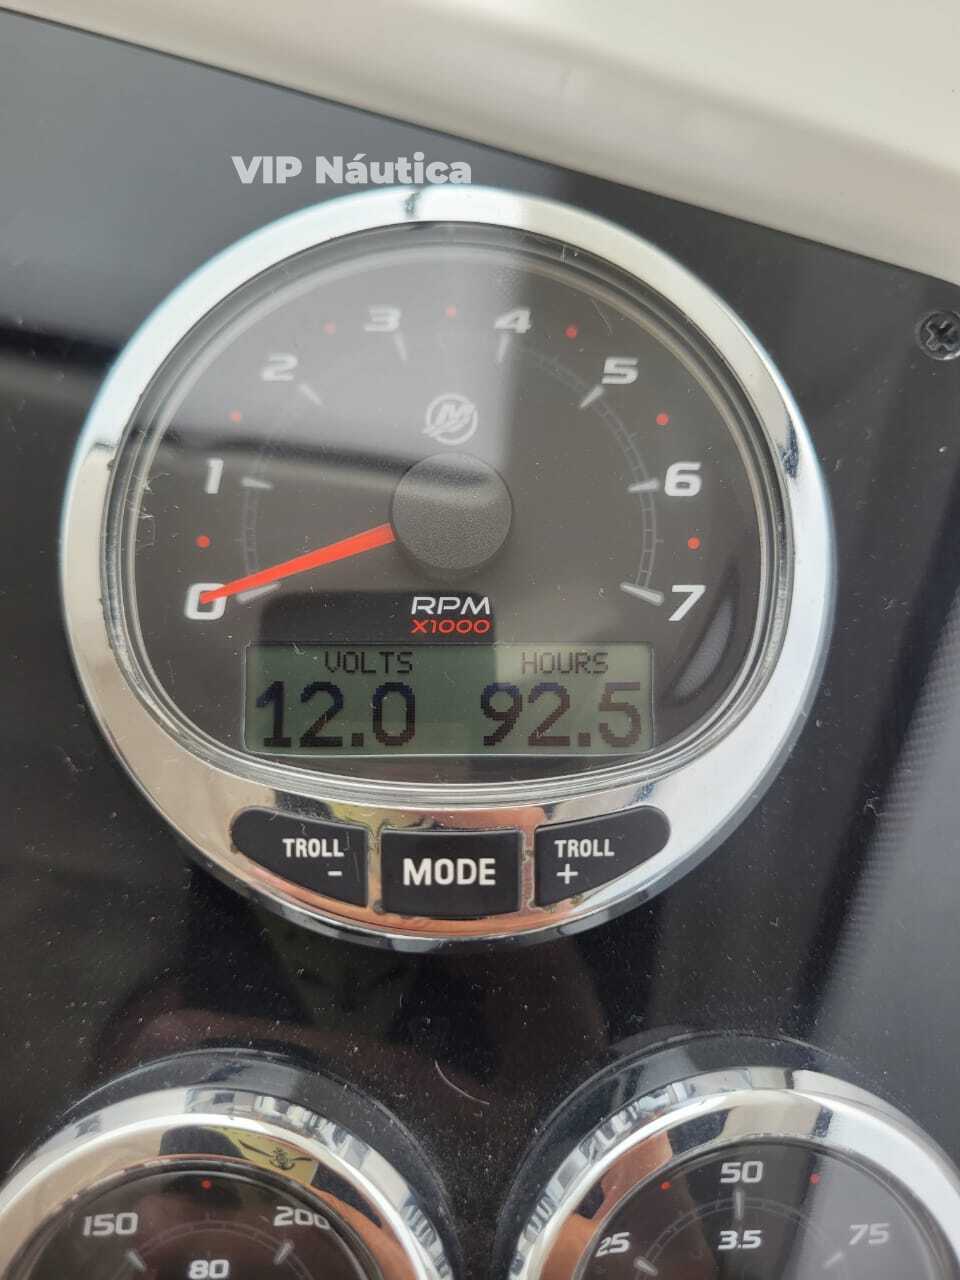 VIP Náutica
0 1 2 3 4 5 6 7
RPM
X1000
VOLTS HOURS
12.0 92.5
TROLL - MODE TROLL +
150 200
80
25 50 75
3.5